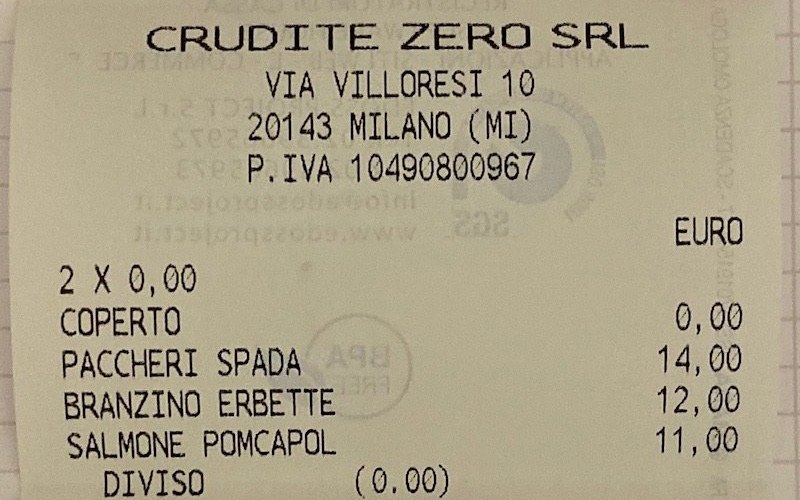 CRUDITE ZERO SRL
VIA VILLORESI 10
20143 MILANO (MI)
P.IVA 10490800967
EURO
2 X 0,00
COPERTO 0,00
PACCHERI SPADA 14,00
BRANZINO ERBETTE 12,00
SALMONE POMCAPOL 11,00
DIVISO (0.00)